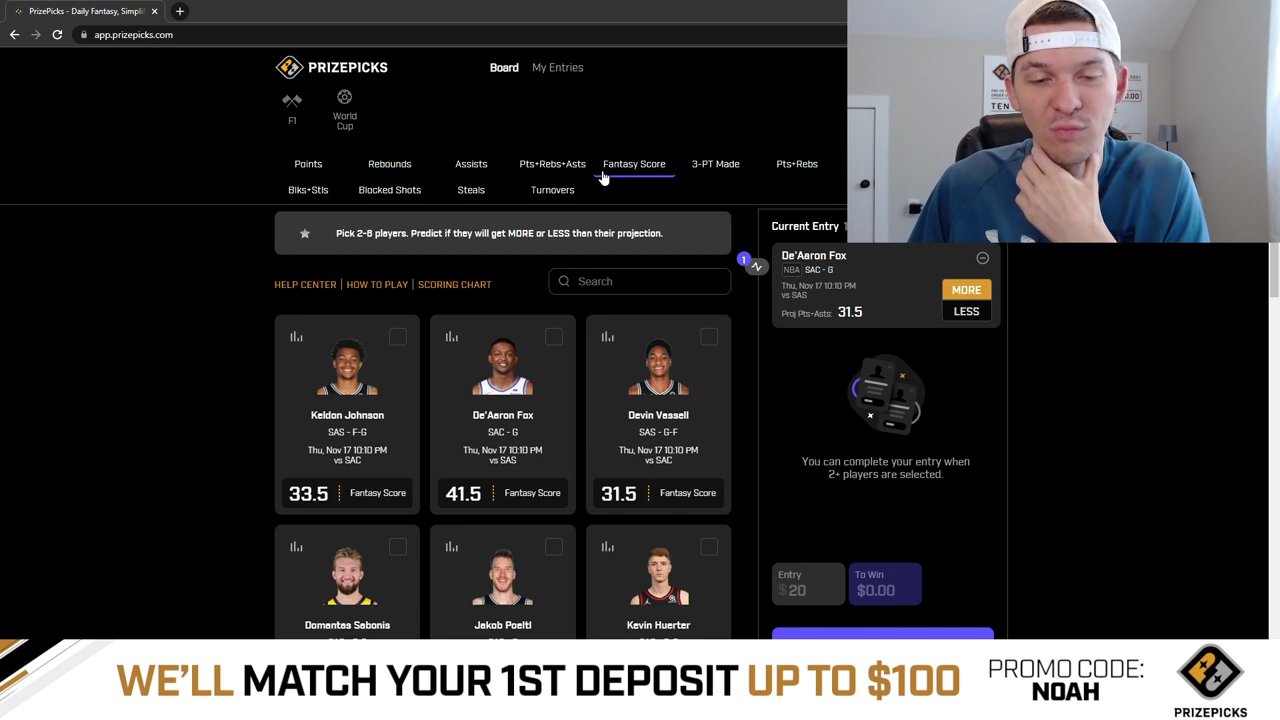 PrizePicks - Daily Fantasy, Simpli
app.prizepicks.com
PRIZEPICKS
Board
My Entries
F1
World
Cup
Points
Rebounds
Assists
Pts+Rebs+Asts
Fantasy Score
3-PT Made
Pts+Rebs
Blks+Stls
Blocked Shots
Steals
Turnovers
Pick 2-6 players. Predict if they will get MORE or LESS than their projection.
HELP CENTER | HOW TO PLAY | SCORING CHART
Search
Keldon Johnson
SAS - F-G
Thu, Nov 17 10:10 PM
vs SAC
33.5 Fantasy Score
De'Aaron Fox
SAC - G
Thu, Nov 17 10:10 PM
vs SAS
41.5 Fantasy Score
Devin Vassell
SAS - G-F
Thu, Nov 17 10:10 PM
vs SAC
31.5 Fantasy Score
Domantas Sabonis
Jakob Poeltl
Kevin Huerter
Current Entry 1
1
De'Aaron Fox
NBA SAC - G
Thu, Nov 17 10:10 PM
vs SAS
Proj Pts-Asts: 31.5
MORE
LESS
You can complete your entry when
2+ players are selected.
Entry
$20
To Win
$0.00
TEN
WE'LL MATCH YOUR 1ST DEPOSIT UP TO $100
PROMO CODE:
NOAH
PRIZEPICKS